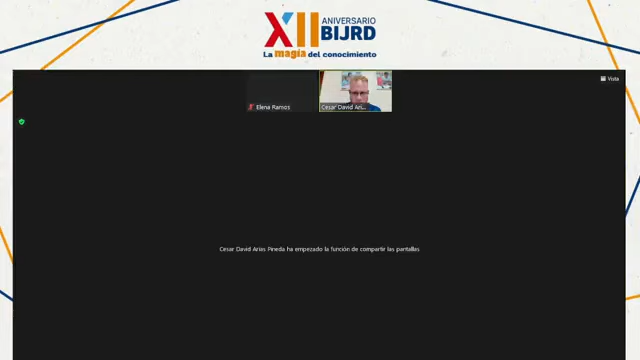 XII ANIVERSARIO
BIJRD
La magia del conocimiento
Vista
Elena Ramos
Cesar David Ari...
Cesar David Arias Pineda ha empezado la función de compartir las pantallas